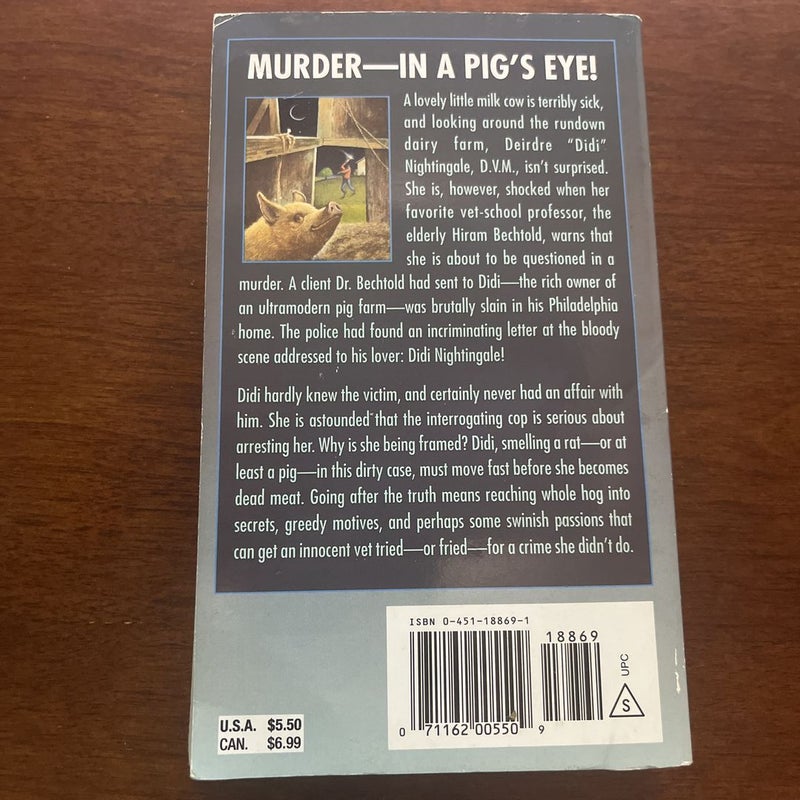 MURDER—IN A PIG'S EYE!
A lovely little milk cow is terribly sick,
and looking around the rundown
dairy farm, Deirdre "Didi"
Nightingale, D.V.M., isn't surprised.
She is, however, shocked when her
favorite vet-school professor, the
elderly Hiram Bechtold, warns that
she is about to be questioned in a
murder. A client Dr. Bechtold had sent to Didi—the rich owner of
an ultramodern pig farm—was brutally slain in his Philadelphia
home. The police had found an incriminating letter at the bloody
scene addressed to his lover: Didi Nightingale!
Didi hardly knew the victim, and certainly never had an affair with
him. She is astounded that the interrogating cop is serious about
arresting her. Why is she being framed? Didi, smelling a rat—or at
least a pig—in this dirty case, must move fast before she becomes
dead meat. Going after the truth means reaching whole hog into
secrets, greedy motives, and perhaps some swinish passions that
can get an innocent vet tried—or fried—for a crime she didn't do.
ISBN 0-451-18869-1
18869
UPC
S
0 71162 00550 9
U.S.A. $5.50
CAN. $6.99